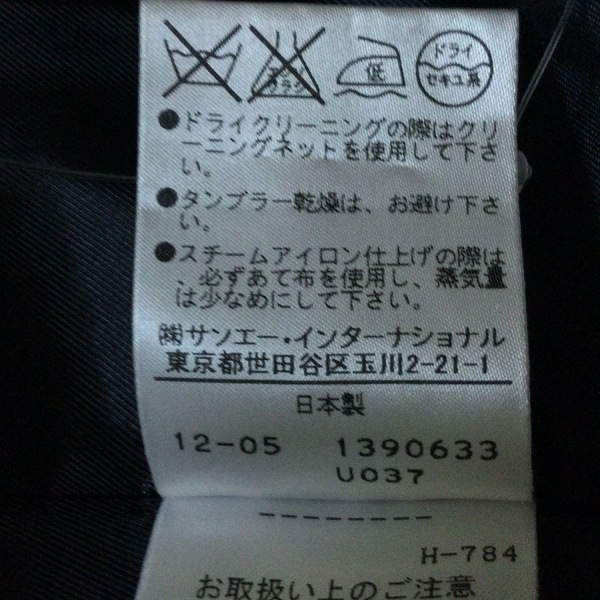 エンソ
サラシ
低
ドライ
セキユ系
●ドライクリーニングの際はクリ
ーニングネットを使用して下さ
い。
●タンブラー乾燥は、お避け下さ
い。
●スチームアイロン仕上げの際は
、必ずあて布を使用し、蒸気量
は少なめにして下さい。
㈱サンエー・インターナショナル
東京都世田谷区玉川2-21-1
日本製
12-05 1390633
U037
--------
H-784
お取扱い上のご注意